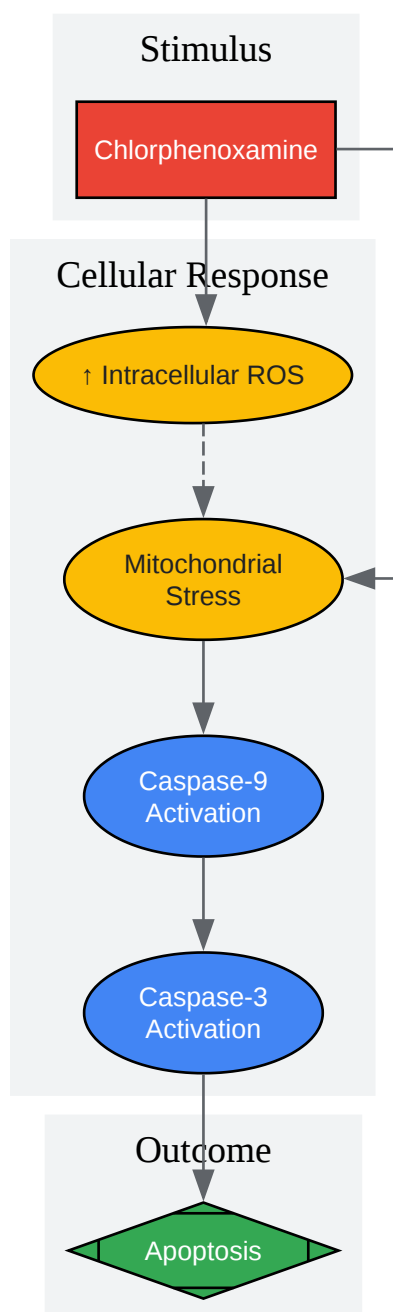 Stimulus
Chlorphenoxamine
Cellular Response
↑ Intracellular ROS
Mitochondrial
Stress
Caspase-9
Activation
Caspase-3
Activation
Outcome
Apoptosis